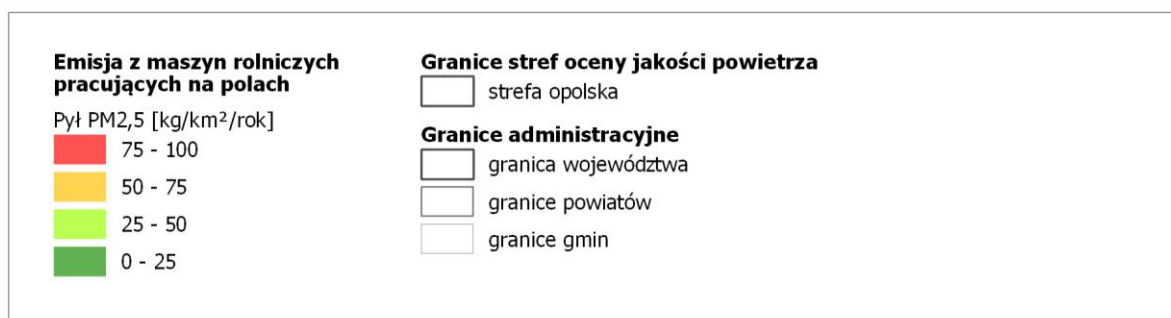 Emisja z maszyn rolniczych
pracujących na polach
Pył PM2,5 [kg/km²/rok]
75 - 100
50 - 75
25 - 50
0 - 25
Granice stref oceny jakości powietrza
strefa opolska
Granice administracyjne
granica województwa
granice powiatów
granice gmin